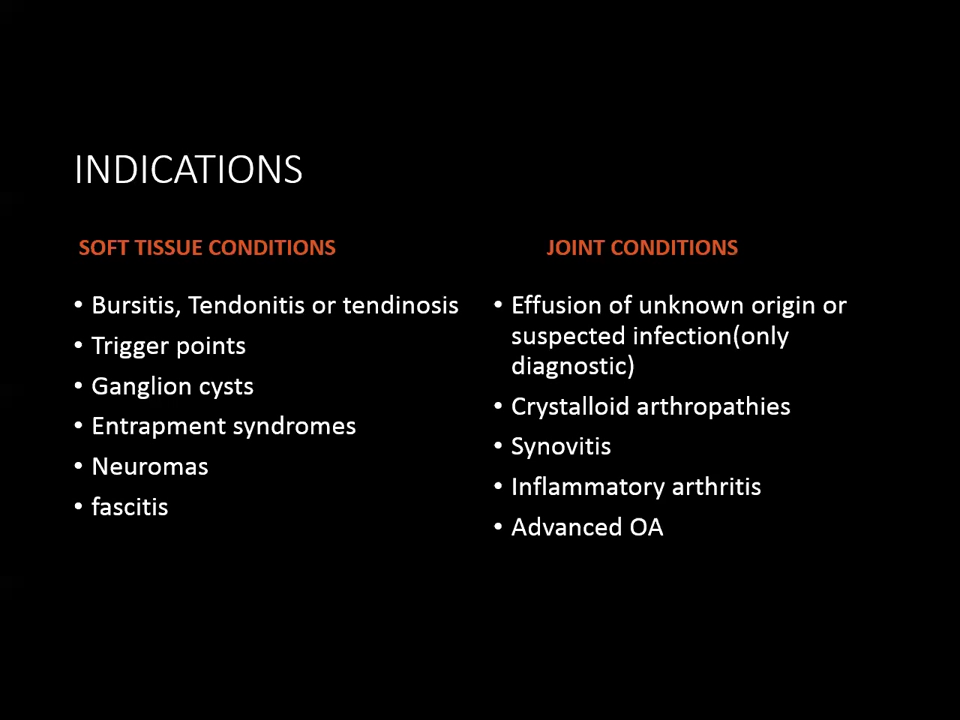 INDICATIONS
SOFT TISSUE CONDITIONS
• Bursitis, Tendonitis or tendinosis
• Trigger points
• Ganglion cysts
• Entrapment syndromes
• Neuromas
• fascitis
JOINT CONDITIONS
• Effusion of unknown origin or
suspected infection(only
diagnostic)
• Crystalloid arthropathies
• Synovitis
• Inflammatory arthritis
• Advanced OA